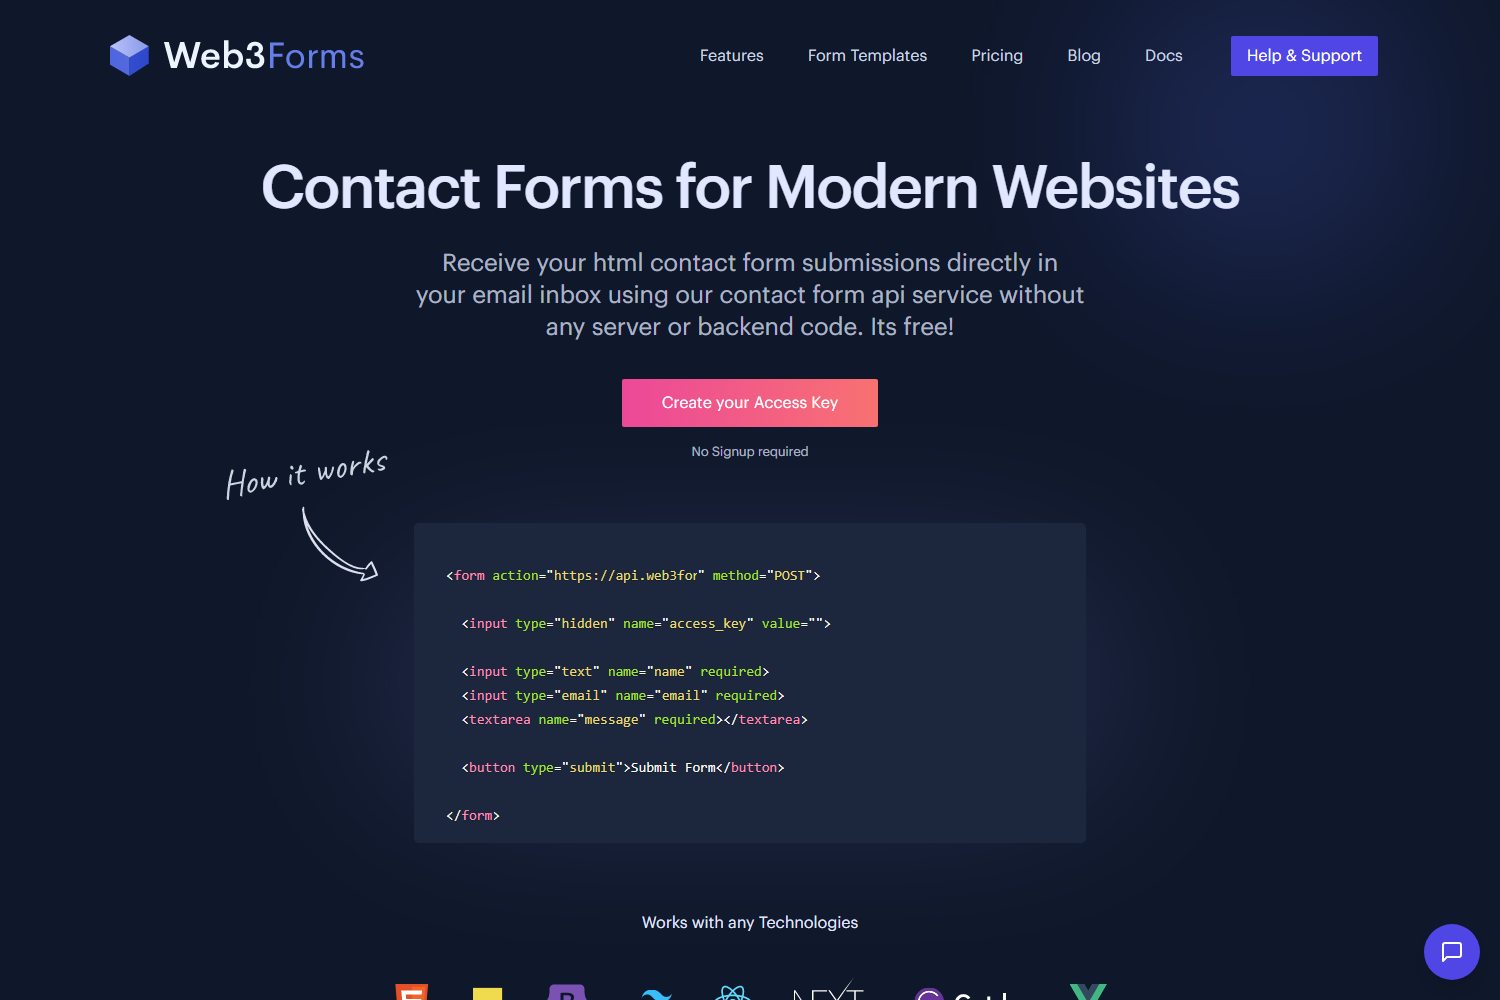 Web3Forms
Features
Form Templates
Pricing
Blog
Docs
Help & Support
Contact Forms for Modern Websites
Receive your html contact form submissions directly in
your email inbox using our contact form api service without
any server or backend code. Its free!
Create your Access Key
No Signup required
How it works
<form action="https://api.web3for" method="POST">
<input type="hidden" name="access_key" value="">
<input type="text" name="name" required>
<input type="email" name="email" required>
<textarea name="message" required></textarea>
<button type="submit">Submit Form</button>
</form>
Works with any Technologies
NEXT